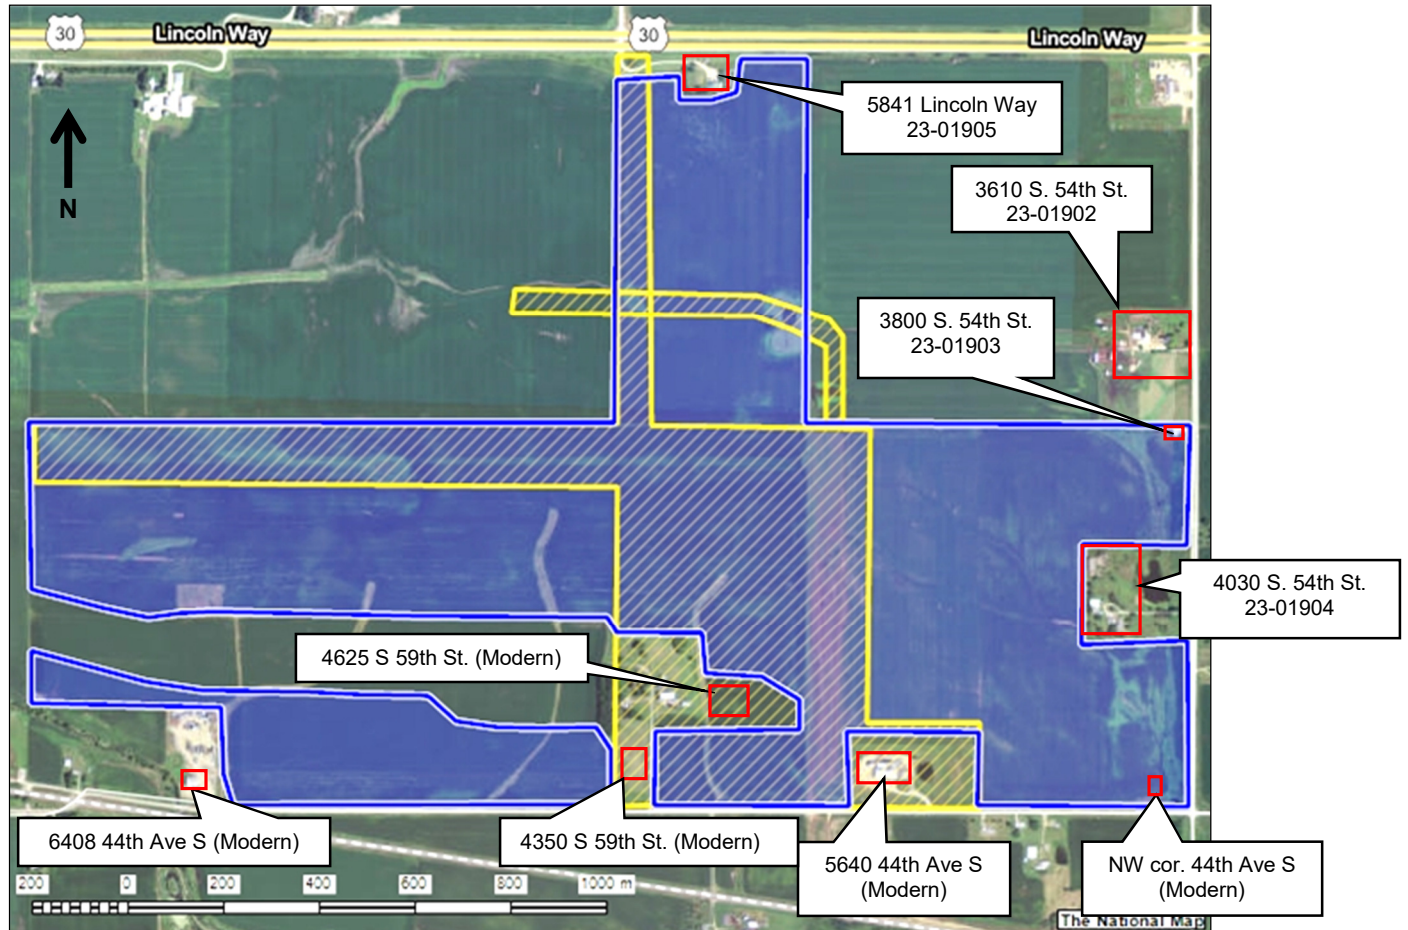 30
Lincoln Way
30
Lincoln Way
5841 Lincoln Way
23-01905
N
3610 S. 54th St.
23-01902
3800 S. 54th St.
23-01903
4030 S. 54th St.
23-01904
4625 S 59th St. (Modern)
6408 44th Ave S (Modern)
4350 S 59th St. (Modern)
5640 44th Ave S
(Modern)
NW cor. 44th Ave S
(Modern)
200 0 200 400 600 800 1000 m
The National Map